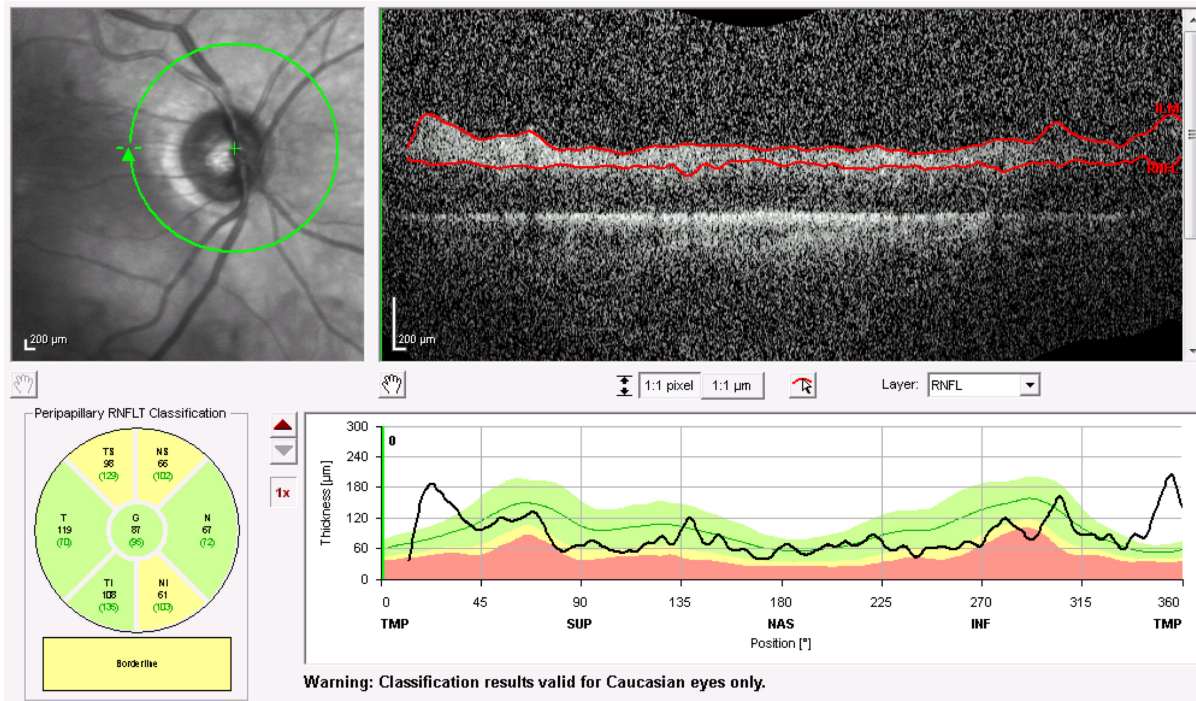 200 µm
ILM
RNFL
200 µm
1:1 pixel
1:1 µm
Layer:
RNFL
Peripapillary RNFLT Classification
TS
98
(129)
NS
66
(102)
T
119
(70)
G
87
(96)
N
67
(72)
TI
108
(135)
NI
61
(103)
Borderline
1x
Thickness [µm]
300
240
180
120
60
0
0
0
45
90
135
180
225
270
315
360
TMP
SUP
NAS
INF
TMP
Position [°]
Warning: Classification results valid for Caucasian eyes only.